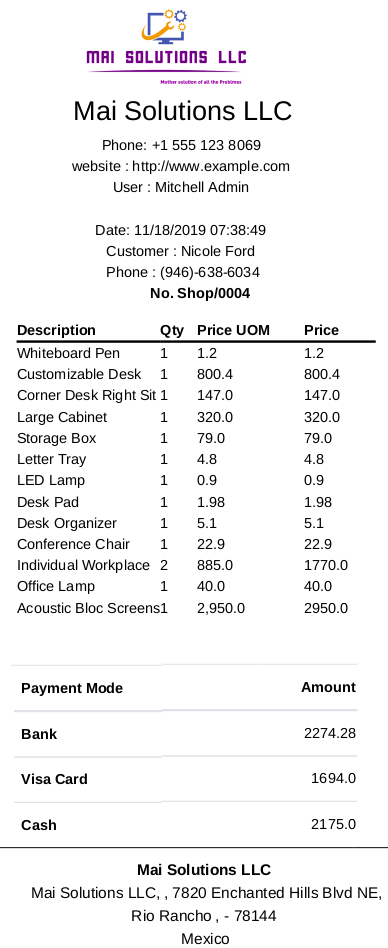 MAI SOLUTIONS LLC
Mother solution of all the Problmes
Mai Solutions LLC
Phone: +1 555 123 8069
website : http://www.example.com
User : Mitchell Admin
Date: 11/18/2019 07:38:49
Customer : Nicole Ford
Phone : (946)-638-6034
No. Shop/0004
Description Qty Price UOM Price
Whiteboard Pen 1 1.2 1.2
Customizable Desk 1 800.4 800.4
Corner Desk Right Sit 1 147.0 147.0
Large Cabinet 1 320.0 320.0
Storage Box 1 79.0 79.0
Letter Tray 1 4.8 4.8
LED Lamp 1 0.9 0.9
Desk Pad 1 1.98 1.98
Desk Organizer 1 5.1 5.1
Conference Chair 1 22.9 22.9
Individual Workplace 2 885.0 1770.0
Office Lamp 1 40.0 40.0
Acoustic Bloc Screens1 2,950.0 2950.0
Payment Mode Amount
Bank 2274.28
Visa Card 1694.0
Cash 2175.0
Mai Solutions LLC
Mai Solutions LLC, , 7820 Enchanted Hills Blvd NE,
Rio Rancho , - 78144
Mexico